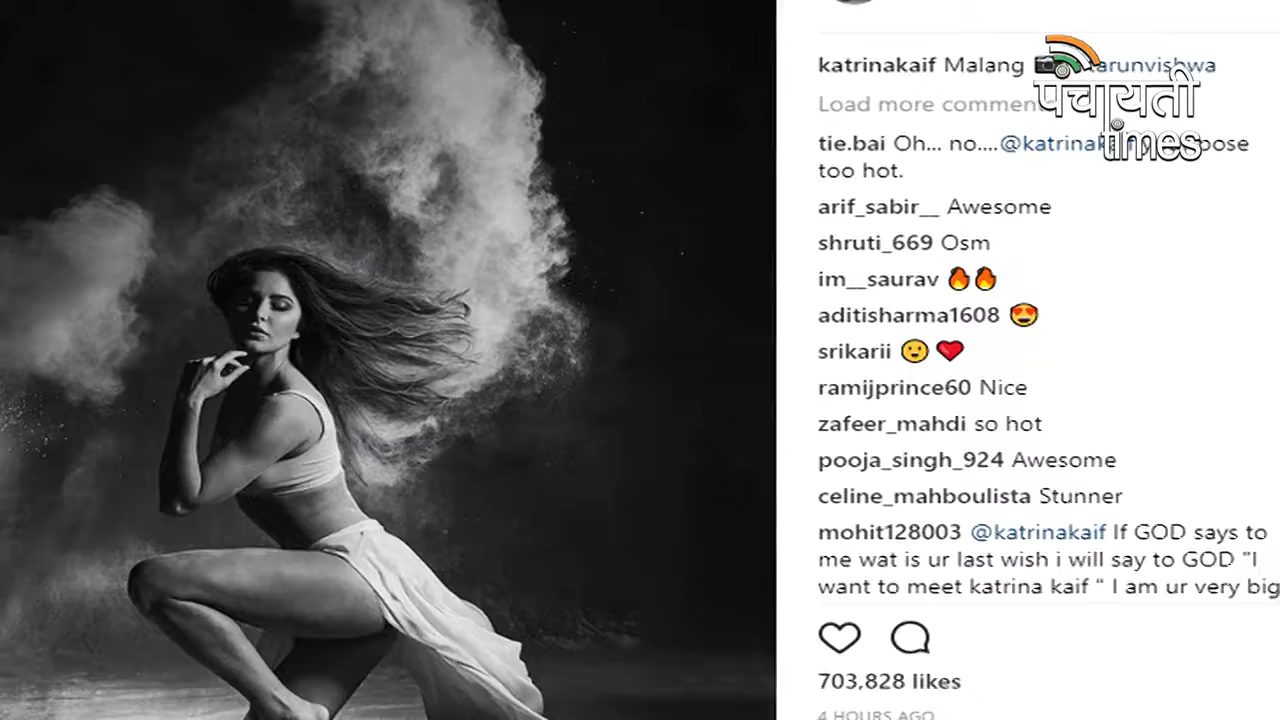 katrinakaif Malang
पंचायती
times
Load more comment
tie.bai Oh... no.... pose
too hot.
arif_sabir__ Awesome
shruti_669 Osm
im__saurav 🔥🔥
aditisharma1608 😍
srikarii 😮❤️
ramijprince60 Nice
zafeer_mahdi so hot
pooja_singh_924 Awesome
celine_mahboulista Stunner
mohit128003 @katrinakaif If GOD says to
me wat is ur last wish i will say to GOD "I
want to meet katrina kaif " I am ur very big
703,828 likes
4 HOURS AGO